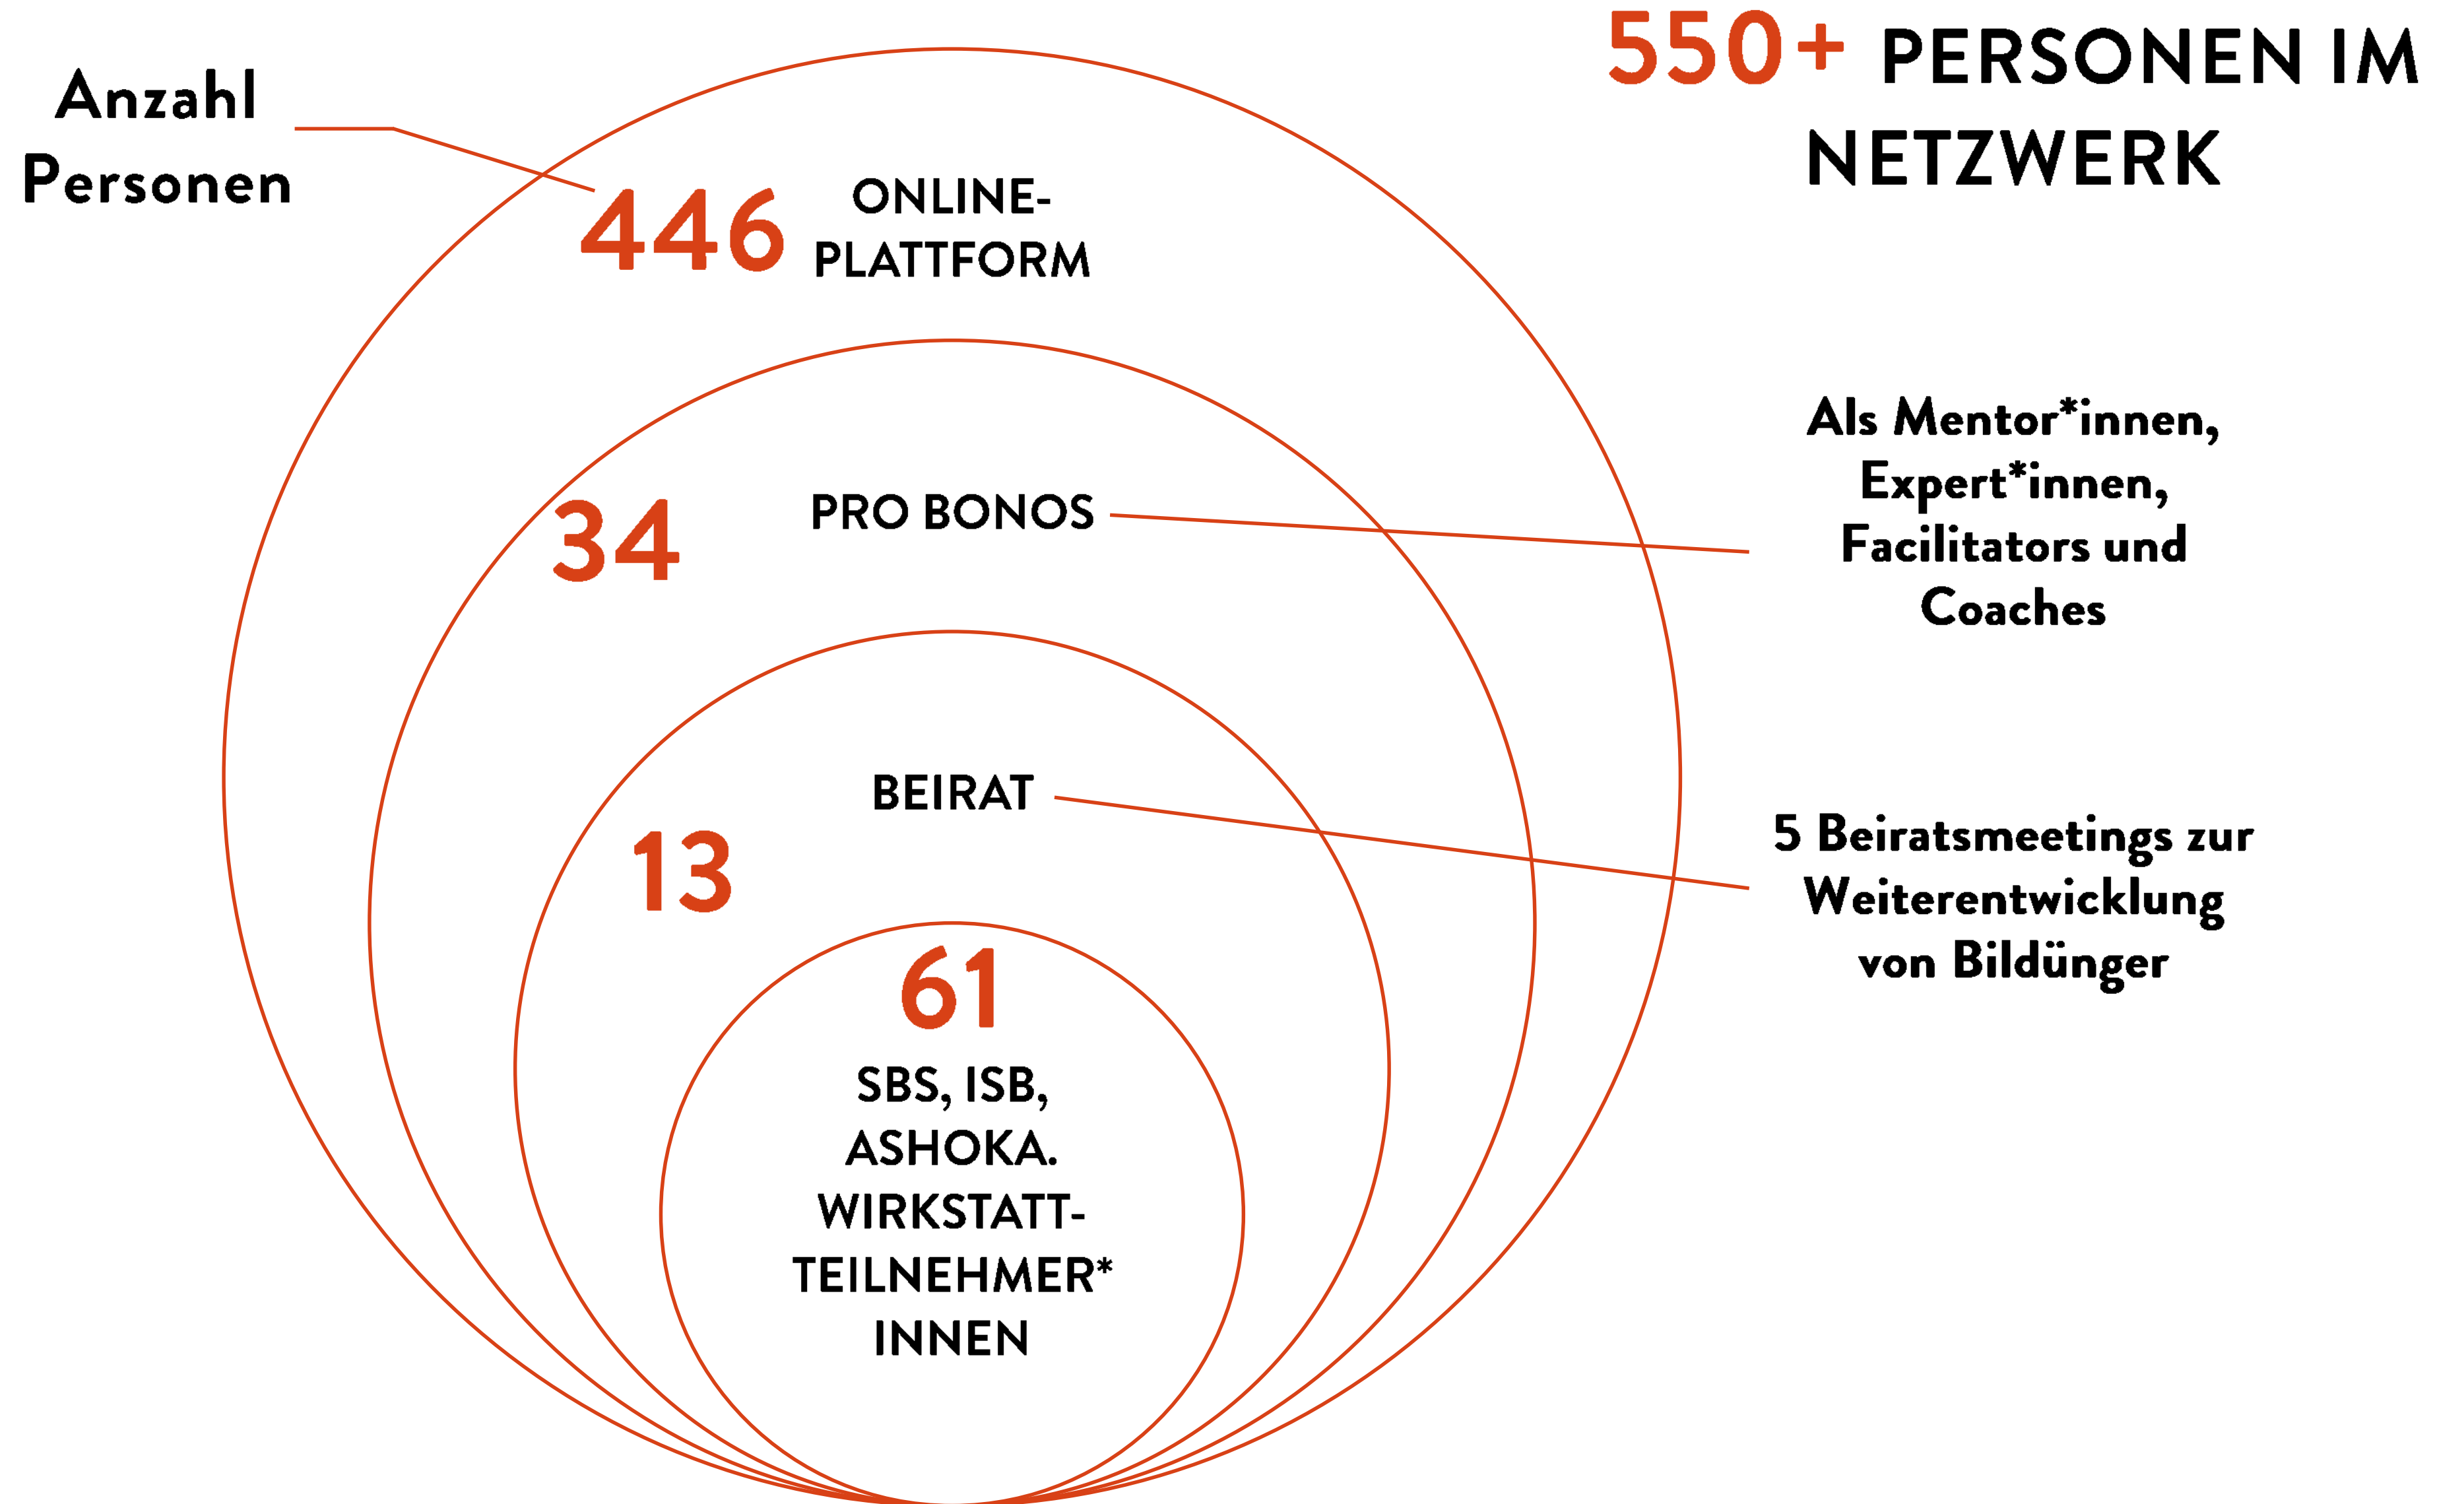 550+ PERSONEN IM
NETZWERK
Anzahl
Personen
446
ONLINE-
PLATTFORM
34
PRO BONOS
Als Mentor*innen,
Expert*innen,
Facilitators und
Coaches
13
BEIRAT
5 Beiratsmeetings zur
Weiterentwicklung
von Bildünger
61
SBS, ISB,
ASHOKA.
WIRKSTATT-
TEILNEHMER*
INNEN